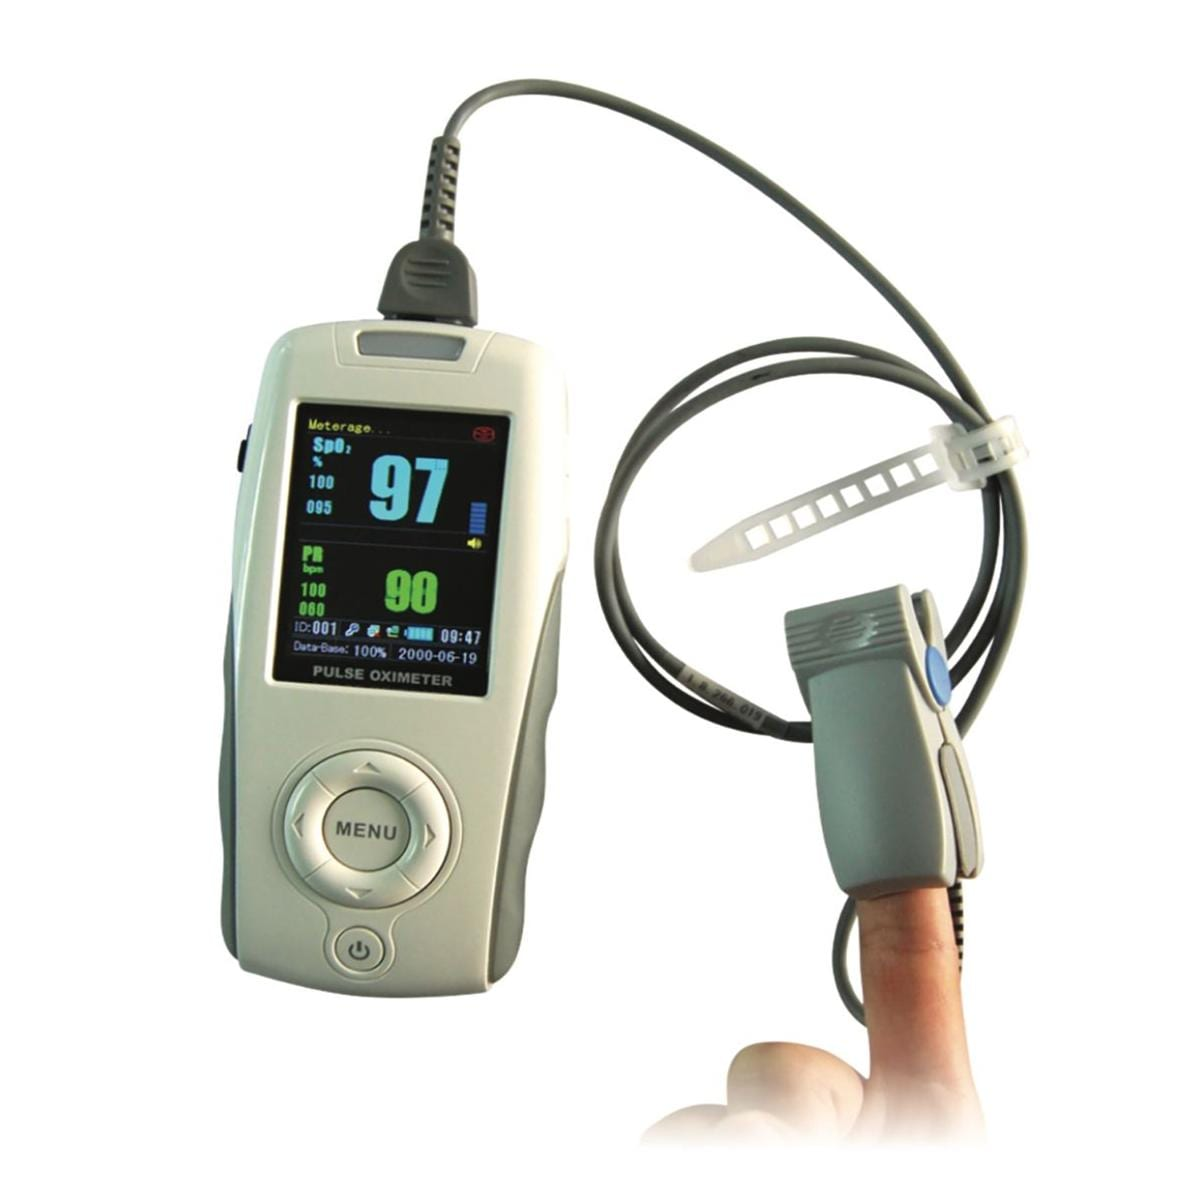 Meterage...
SpO₂
%
97
100
095
PR
bpm
90
100
060
ID:001 09:47
Data-Base: 100% 2000-06-19
PULSE OXIMETER
MENU